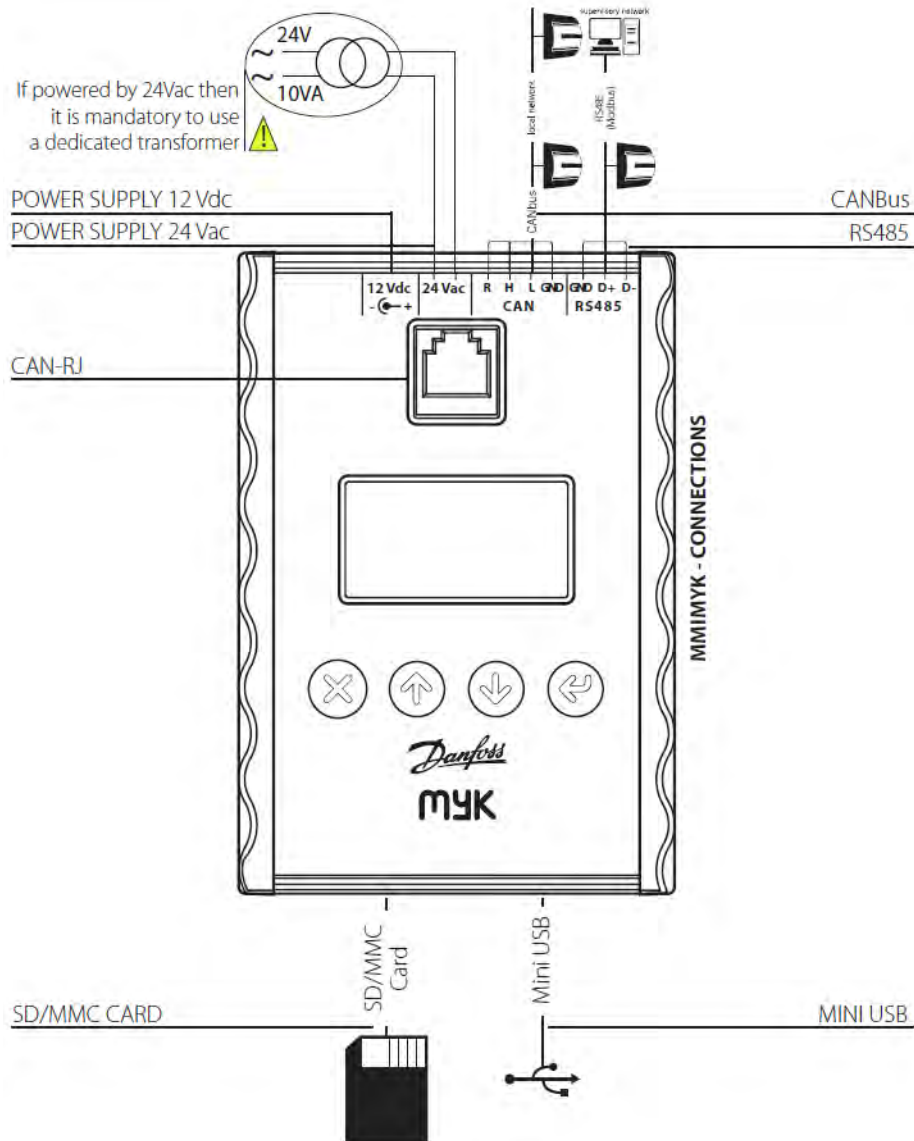 24V
~
~
10VA
If powered by 24Vac then
it is mandatory to use
a dedicated transformer
supervisory network
local network
RS485
(Modbus)
CANbus
POWER SUPPLY 12 Vdc
POWER SUPPLY 24 Vac
CANBus
RS485
12 Vdc
- +
24 Vac
R H L GND
CAN
GND D+ D-
RS485
CAN-RJ
MMIMYK - CONNECTIONS
Danfoss
MYK
SD/MMC
Card
Mini USB
SD/MMC CARD
MINI USB